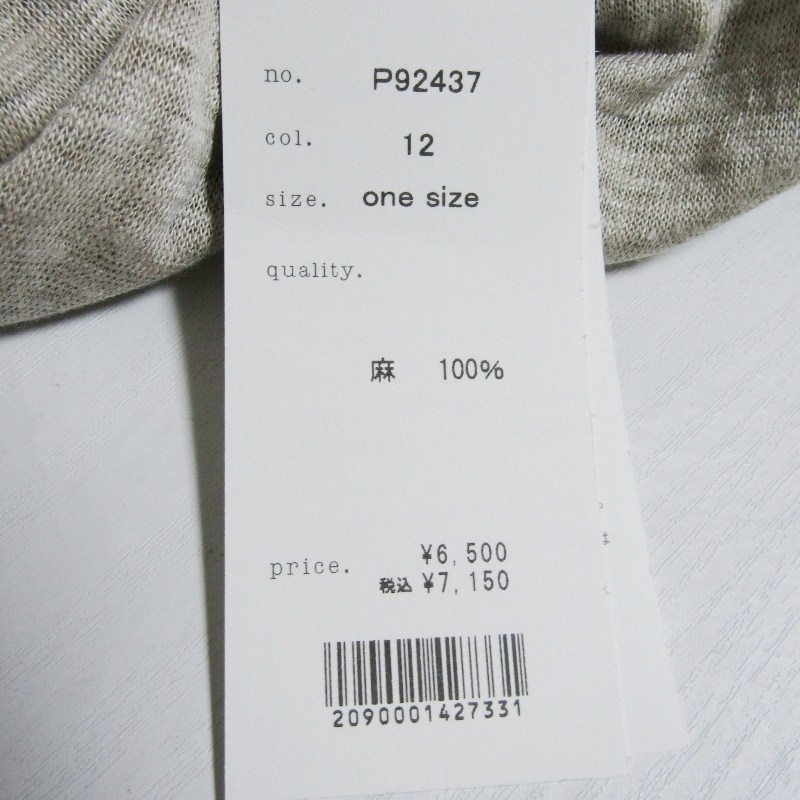 no. P92437
col. 12
size. one size
quality.
麻 100%
price. ¥6,500
税込 ¥7,150
2090001427331